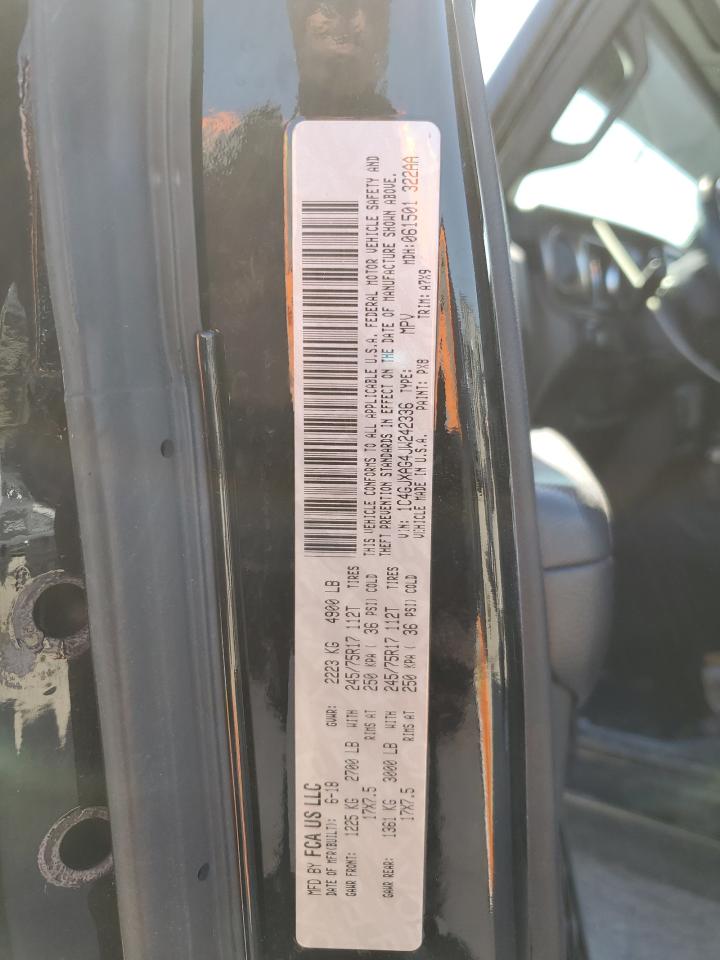 MFD BY FCA US LLC
DATE OF MFR(BUILT): 6-18 GVWR: 2223 KG 4900 LB
GAWR FRONT: 1225 KG 2700 LB WITH 245/75R17 112T TIRES
17X7.5 RIMS AT 250 KPA ( 36 PSI) COLD
GAWR REAR: 1361 KG 3000 LB WITH 245/75R17 112T TIRES
17X7.5 RIMS AT 250 KPA ( 36 PSI) COLD
THIS VEHICLE CONFORMS TO ALL APPLICABLE U.S.A. FEDERAL MOTOR VEHICLE SAFETY AND
THEFT PREVENTION STANDARDS IN EFFECT ON THE DATE OF MANUFACTURE SHOWN ABOVE.
VIN: 1C4GJXAG4JW242336 TYPE: MPV MDH:061501 322AA
VEHICLE MADE IN U.S.A. PAINT: PX8 TRIM: A7X9